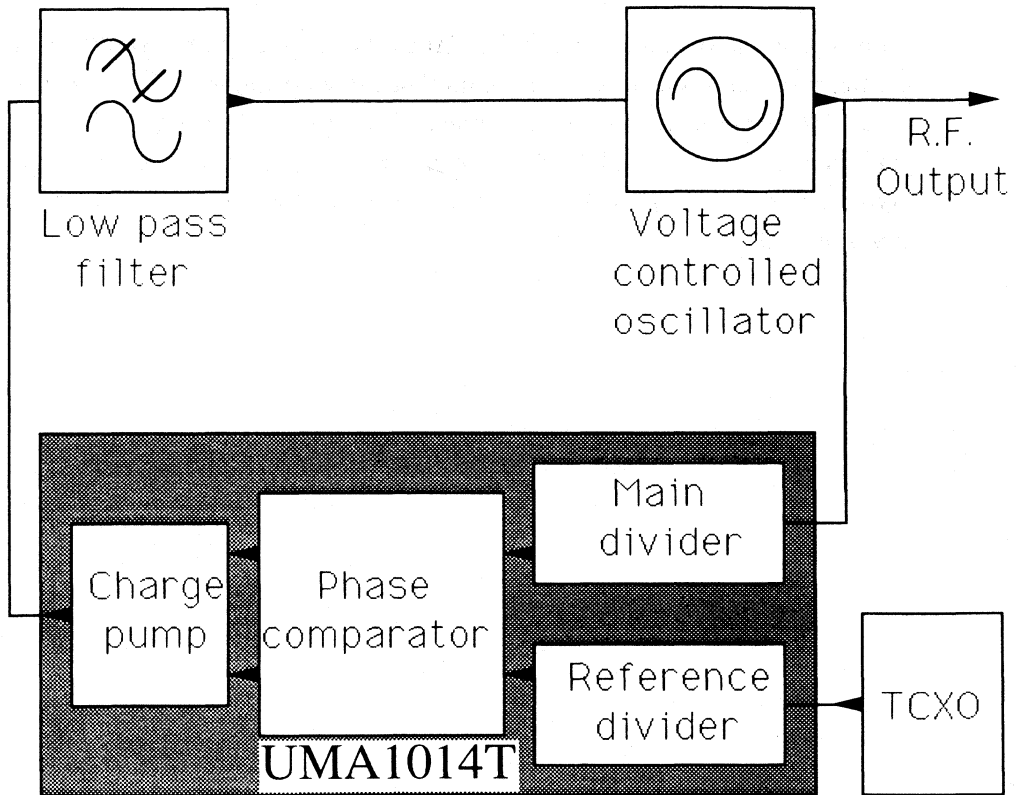 Low pass
filter
Voltage
controlled
oscillator
R.F.
Output
Main
divider
Charge
pump
Phase
comparator
Reference
divider
TCXO
UMA1014T